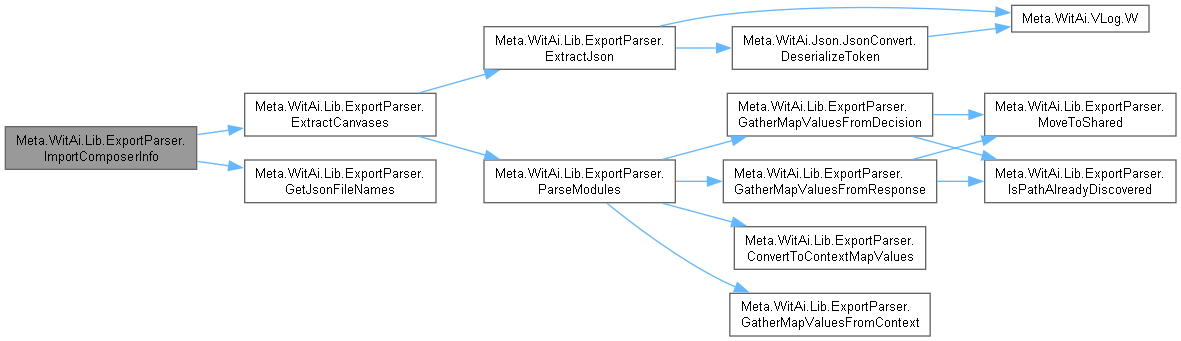 Meta.WitAi.Lib.ExportParser.
ImportComposerInfo
Meta.WitAi.Lib.ExportParser.
ExtractCanvases
Meta.WitAi.Lib.ExportParser.
GetJsonFileNames
Meta.WitAi.Lib.ExportParser.
ExtractJson
Meta.WitAi.Lib.ExportParser.
ParseModules
Meta.WitAi.Json.JsonConvert.
DeserializeToken
Meta.WitAi.VLog.W
Meta.WitAi.Lib.ExportParser.
GatherMapValuesFromDecision
Meta.WitAi.Lib.ExportParser.
GatherMapValuesFromResponse
Meta.WitAi.Lib.ExportParser.
ConvertToContextMapValues
Meta.WitAi.Lib.ExportParser.
GatherMapValuesFromContext
Meta.WitAi.Lib.ExportParser.
MoveToShared
Meta.WitAi.Lib.ExportParser.
IsPathAlreadyDiscovered